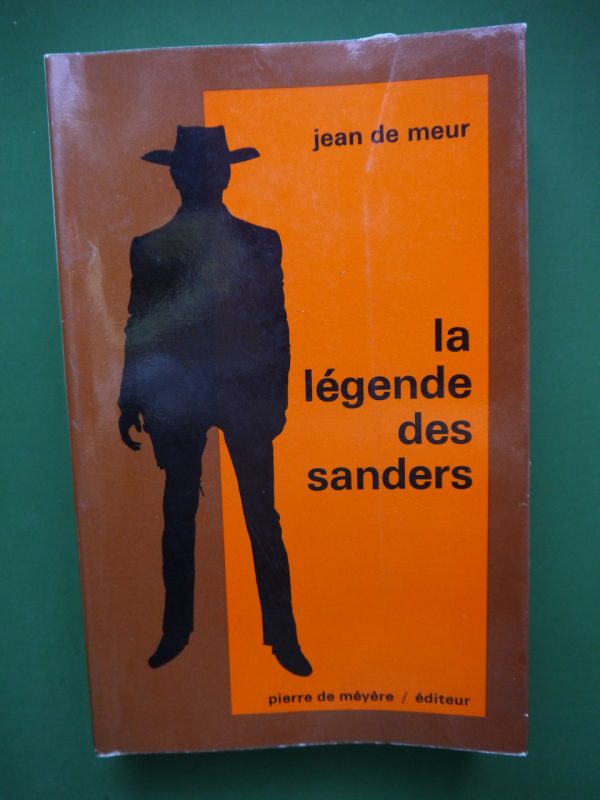 jean de meur
la
légende
des
sanders
pierre de méyère / éditeur